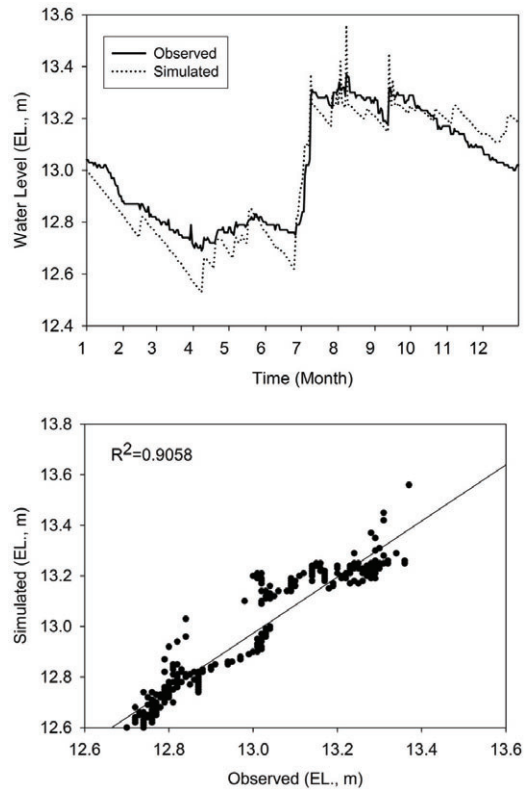 13.6
13.4
13.2
13.0
12.8
12.6
12.4
Water Level (EL., m)
Observed
Simulated
1 2 3 4 5 6 7 8 9 10 11 12
Time (Month)
13.8
13.6
13.4
13.2
13.0
12.8
12.6
Simulated (EL., m)
R2=0.9058
12.6 12.8 13.0 13.2 13.4 13.6
Observed (EL., m)